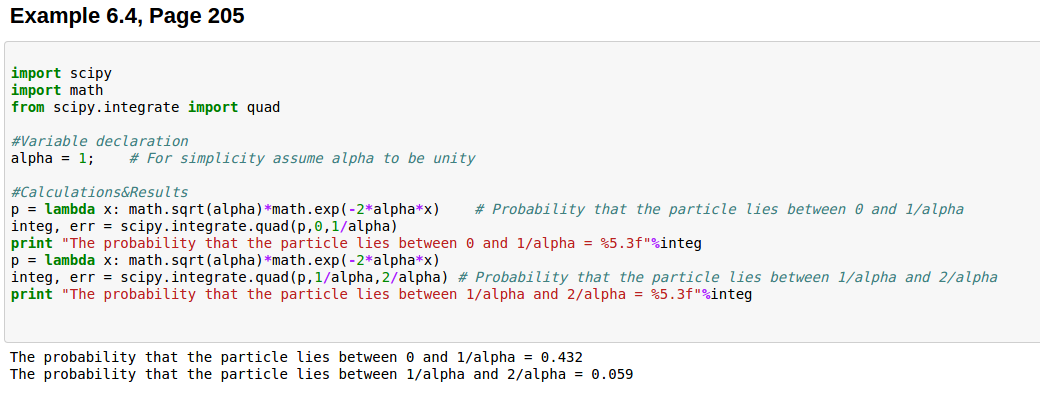 Example 6.4, Page 205
import scipy
import math
from scipy.integrate import quad
#Variable declaration
alpha = 1;    # For simplicity assume alpha to be unity
#Calculations&Results
p = lambda x: math.sqrt(alpha)*math.exp(-2*alpha*x)    # Probability that the particle lies between 0 and 1/alpha
integ, err = scipy.integrate.quad(p,0,1/alpha)
print "The probability that the particle lies between 0 and 1/alpha = %5.3f"%integ
p = lambda x: math.sqrt(alpha)*math.exp(-2*alpha*x)
integ, err = scipy.integrate.quad(p,1/alpha,2/alpha) # Probability that the particle lies between 1/alpha and 2/alpha
print "The probability that the particle lies between 1/alpha and 2/alpha = %5.3f"%integ
The probability that the particle lies between 0 and 1/alpha = 0.432
The probability that the particle lies between 1/alpha and 2/alpha = 0.059